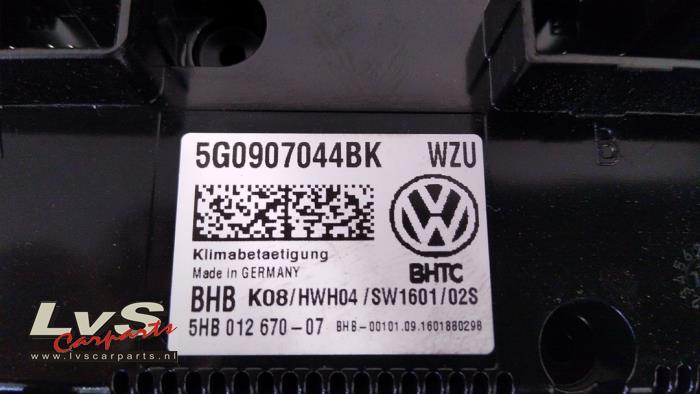 5G0907044BK WZU
Klimabetaetigung
Made in GERMANY
BHTC
BHB K08/HWH04/SW1601/02S
5HB 012 670-07 BHB-00101.09.1601880298
B
LvS
Carparts
www.lvscarparts.nl